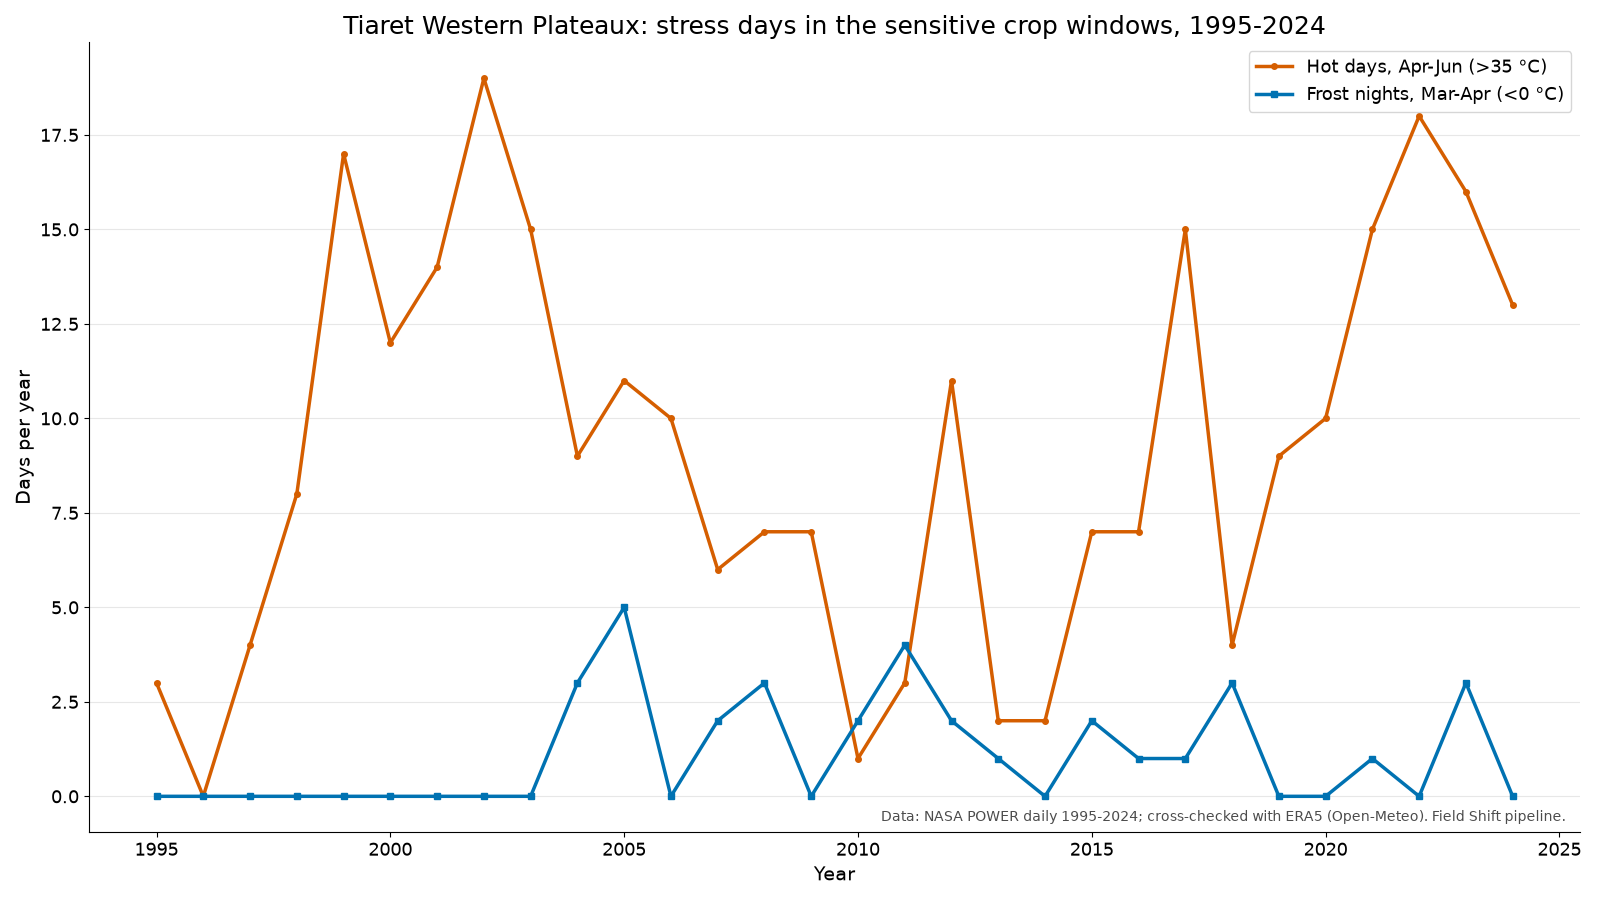 Tiaret Western Plateaux: stress days in the sensitive crop windows, 1995-2024
Hot days, Apr-Jun (>35 °C)
Frost nights, Mar-Apr (<0 °C)
Days per year
17.5
15.0
12.5
10.0
7.5
5.0
2.5
0.0
Data: NASA POWER daily 1995-2024; cross-checked with ERA5 (Open-Meteo). Field Shift pipeline.
1995 2000 2005 2010 2015 2020 2025
Year